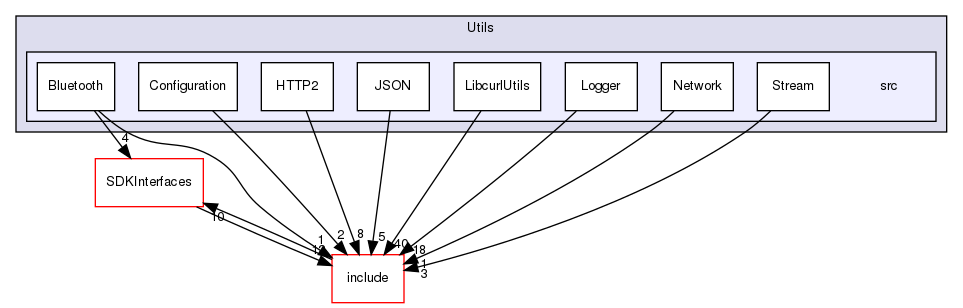 Utils
Bluetooth
Configuration
HTTP2
JSON
LibcurlUtils
Logger
Network
Stream
src
4
SDKInterfaces
10
1
2
8
5
40
18
1
3
include